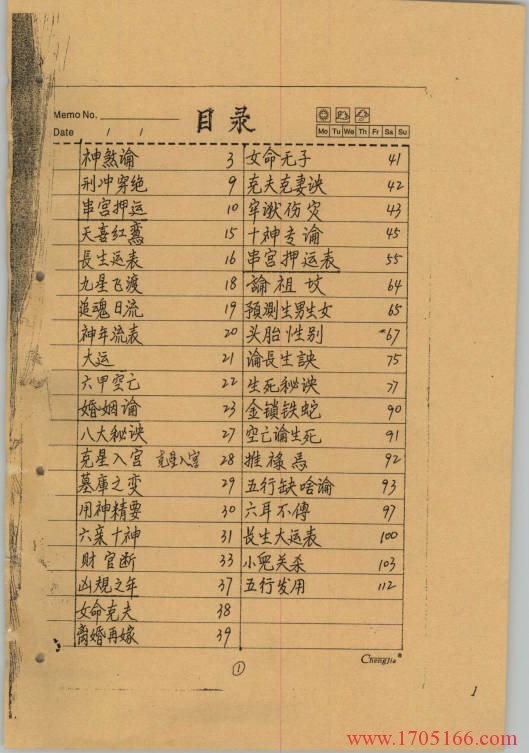 Memo No.
Date / /
目录
Mo Tu We Th Fr Sa Su
神煞論 3
刑冲穿绝 9
串宫押运 10
天喜红鸾 15
長生运表 16
九星飞渡 18
追魂日流 19
神年流表 20
大运 21
六甲空亡 22
婚姻論 23
八大秘诀 27
克星入宫 克星入宫 28
墓庫之变 29
用神精要 30
六亲十神 31
財官断 33
凶規之年 37
女命克夫 38
离婚再嫁 39
女命无子 41
克夫克妻诀 42
牢狱伤灾 43
十神专论 45
串宫押运表 55
論祖坟 64
預測生男生女 65
头胎性别 67
論長生訣 75
生死秘诀 77
金锁铁蛇 90
空亡論生死 91
推禄馬 92
五行缺啥論 93
六耳不傳 97
長生大运表 100
小兒关杀 103
五行发用 112
①
Chengjia
1
www.1705166.com